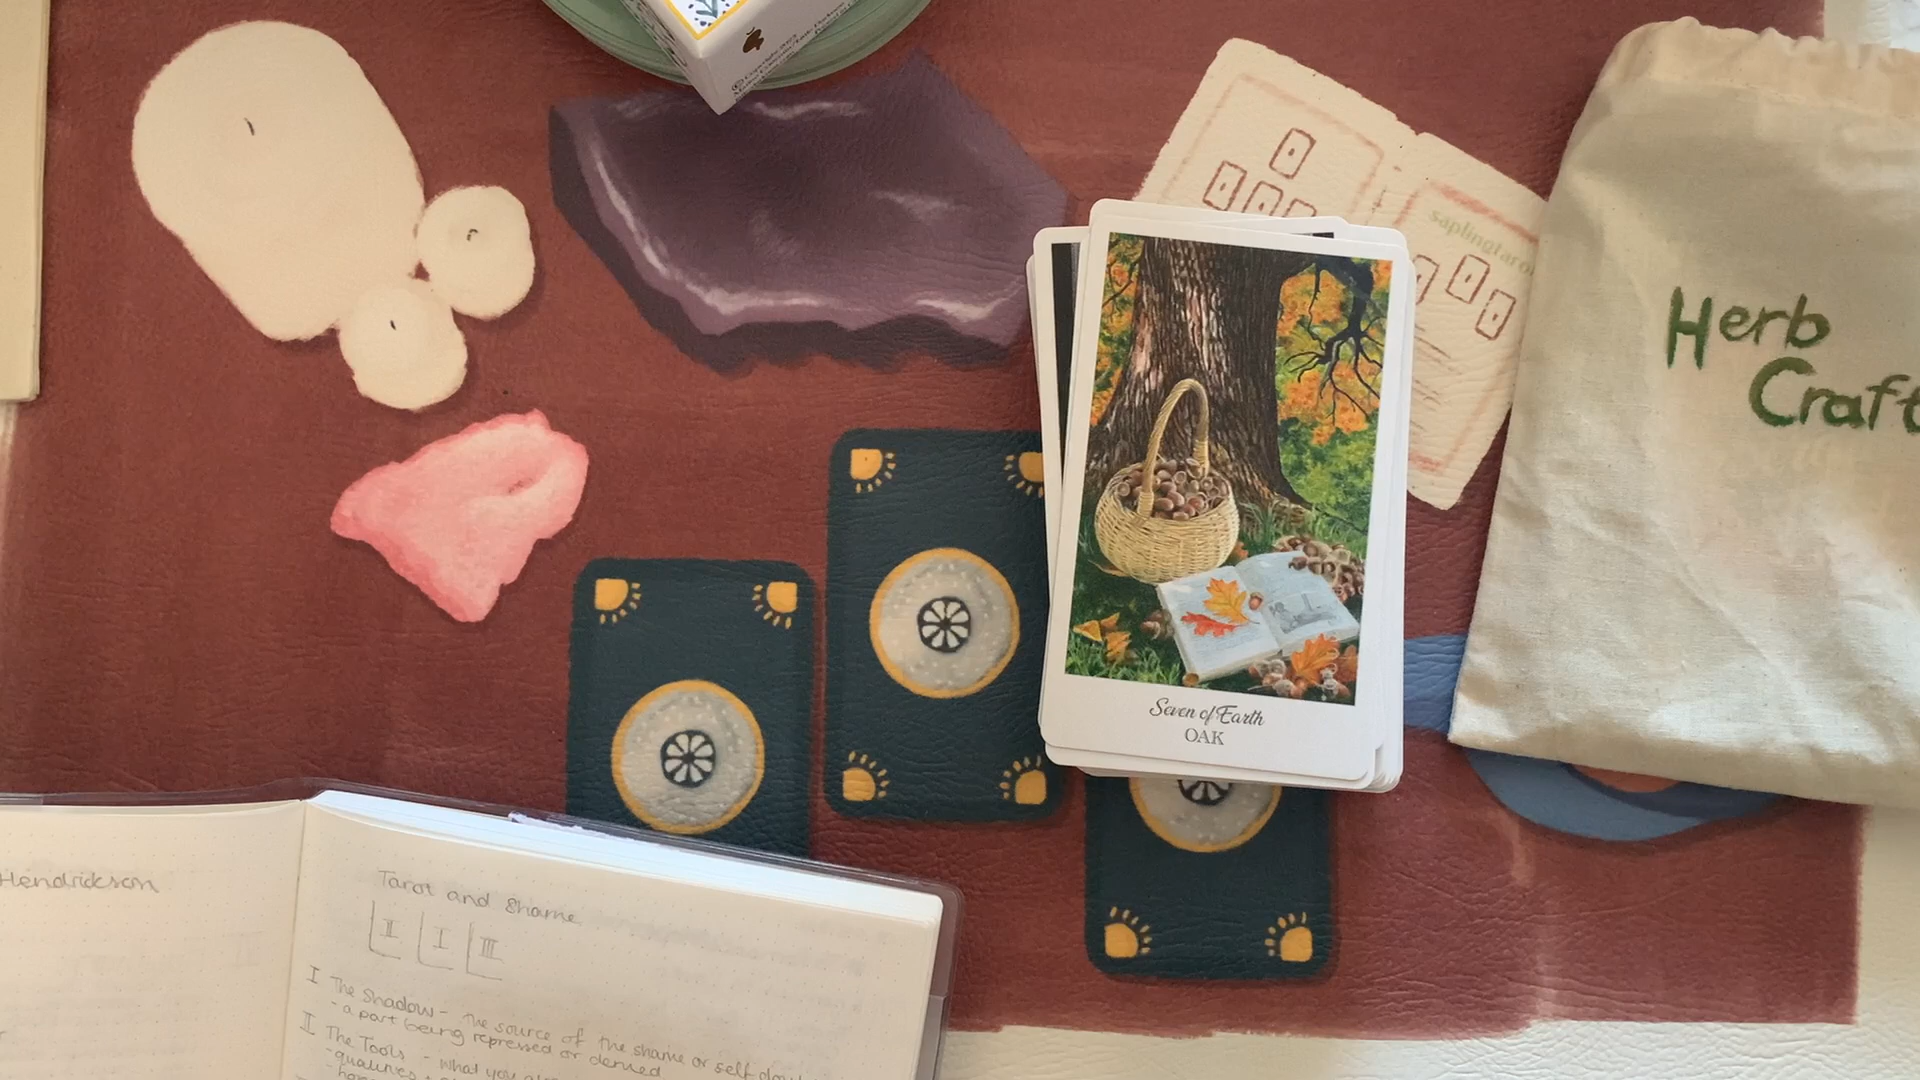 saplingtaro
Herb
Craft
Seven of Earth
OAK
Hendrickson
Tarot and Shame
II I III
I The Shadow - the source of the shame or self
- a part being repressed or denied
II The Tools - what you
- qualities